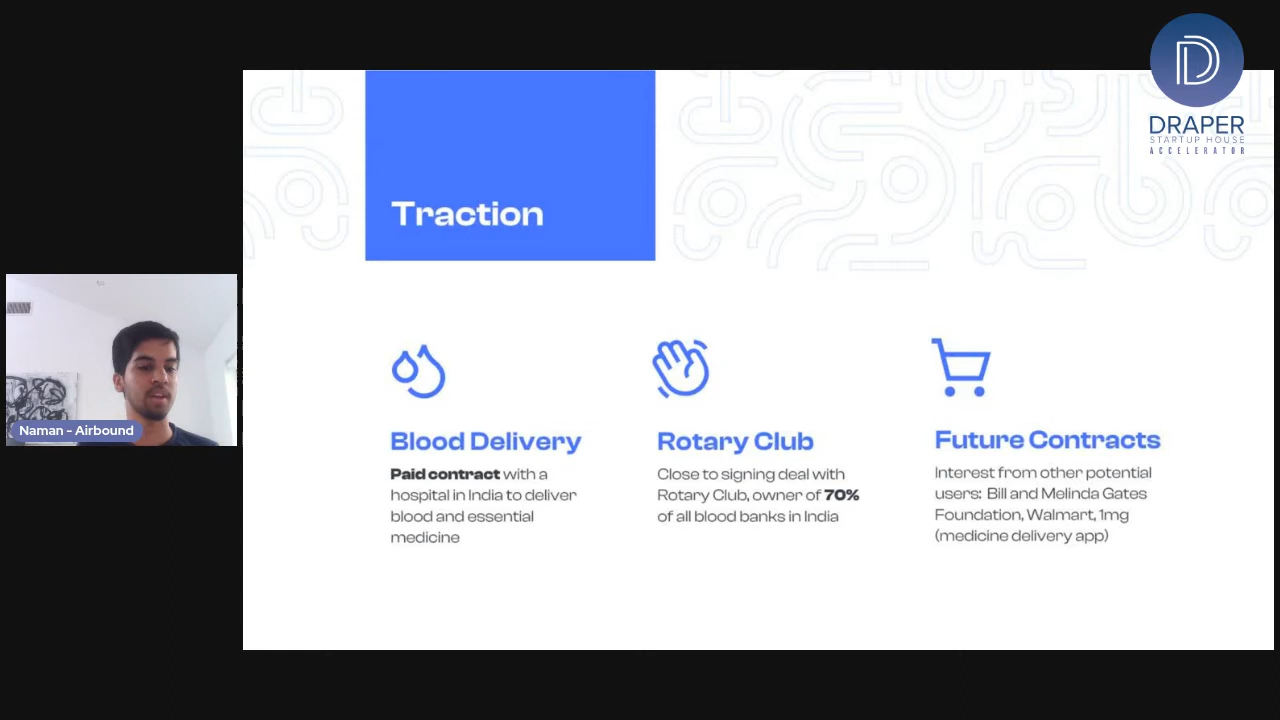 DRAPER
STARTUP HOUSE
ACCELERATOR
Traction
Naman - Airbound
Blood Delivery
Paid contract with a
hospital in India to deliver
blood and essential
medicine
Rotary Club
Close to signing deal with
Rotary Club, owner of 70%
of all blood banks in India
Future Contracts
Interest from other potential
users: Bill and Melinda Gates
Foundation, Walmart, 1mg
(medicine delivery app)